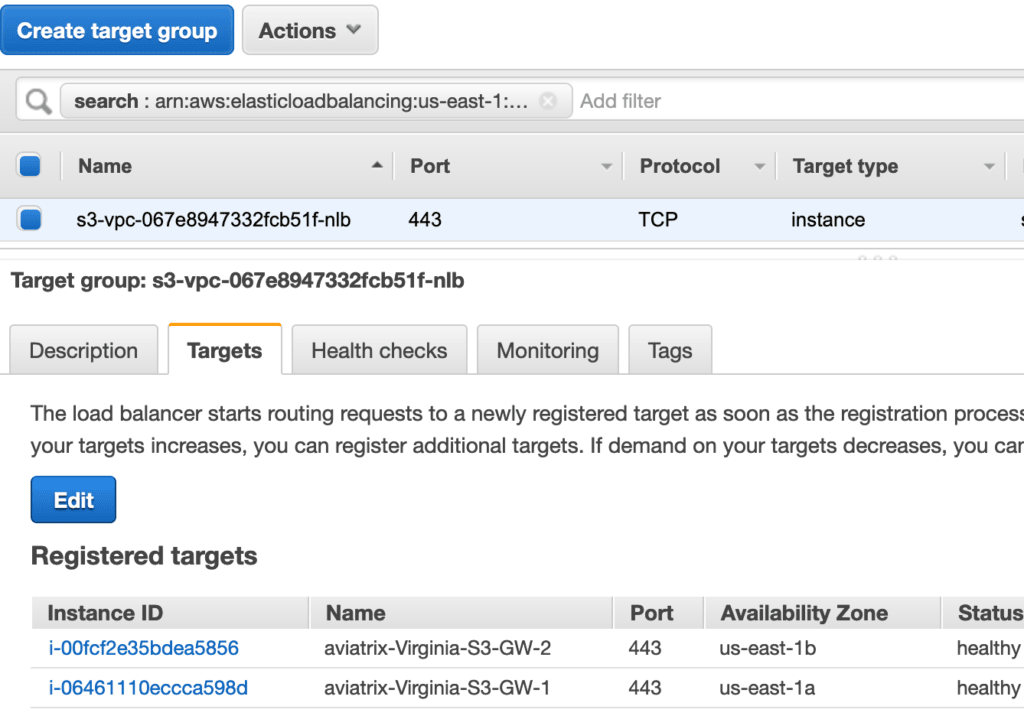 Create target group Actions
search : arn:aws:elasticloadbalancing:us-east-1:... Add filter
Name Port Protocol Target type
s3-vpc-067e8947332fcb51f-nlb 443 TCP instance
Target group: s3-vpc-067e8947332fcb51f-nlb
Description Targets Health checks Monitoring Tags
The load balancer starts routing requests to a newly registered target as soon as the registration process
your targets increases, you can register additional targets. If demand on your targets decreases, you can
Edit
Registered targets
Instance ID Name Port Availability Zone Status
i-00fcf2e35bdea5856 aviatrix-Virginia-S3-GW-2 443 us-east-1b healthy
i-06461110eccca598d aviatrix-Virginia-S3-GW-1 443 us-east-1a healthy